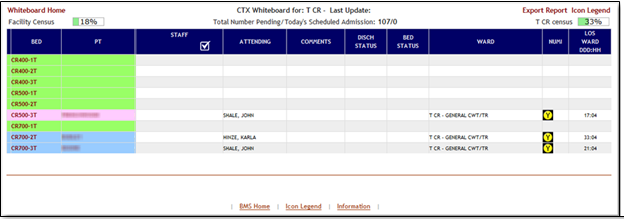 Whiteboard Home CTX Whiteboard for: T CR - Last Update: Export Report Icon Legend
Facility Census 18% Total Number Pending/Today's Scheduled Admission: 107/0 T CR census 33%
BED PT STAFF ATTENDING COMMENTS DISCH STATUS BED STATUS WARD NUMI LOS WARD DDD:HH
CR400-1T
CR400-2T
CR400-3T
CR500-1T
CR500-2T
CR500-3T SHALE, JOHN T CR - GENERAL CWT/TR Y 17:04
CR700-1T
CR700-2T HINZE, KARLA T CR - GENERAL CWT/TR Y 33:04
CR700-3T SHALE, JOHN T CR - GENERAL CWT/TR Y 21:04
| BMS Home | Icon Legend | Information |